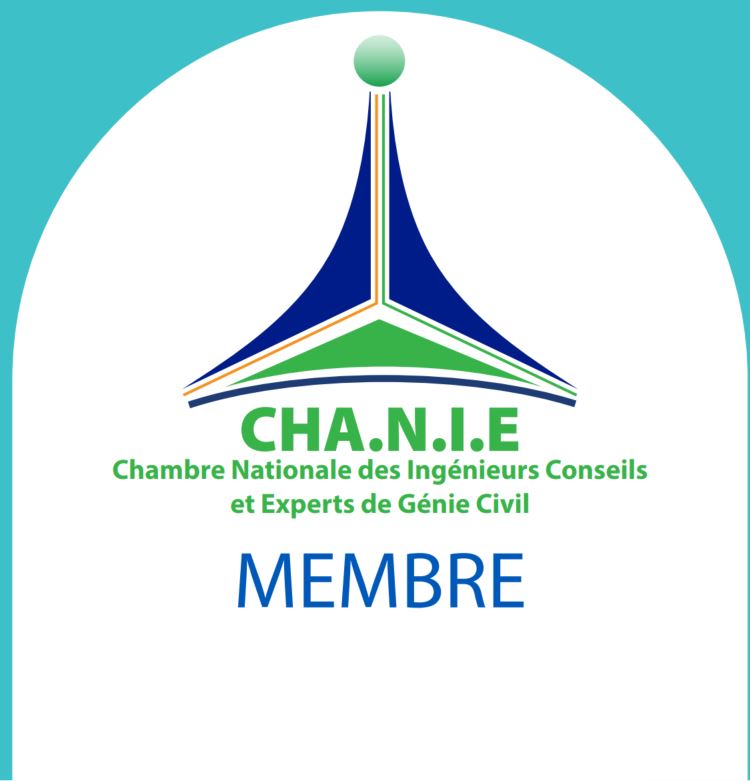 CHA.N.I.E
Chambre Nationale des Ingénieurs Conseils
et Experts de Génie Civil
MEMBRE